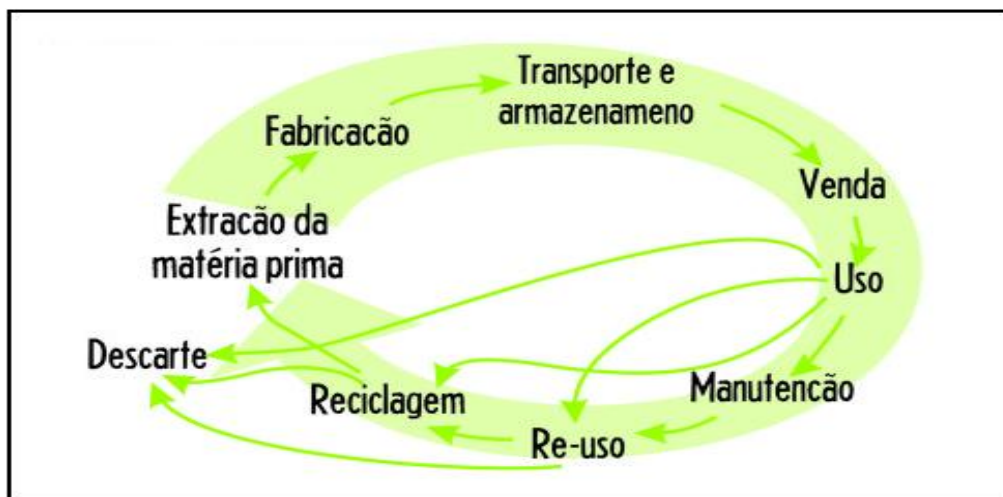 Transporte e
armazenameno
Fabricacão
Venda
Extracão da
matéria prima
Uso
Descarte
Manutencão
Reciclagem
Re-uso